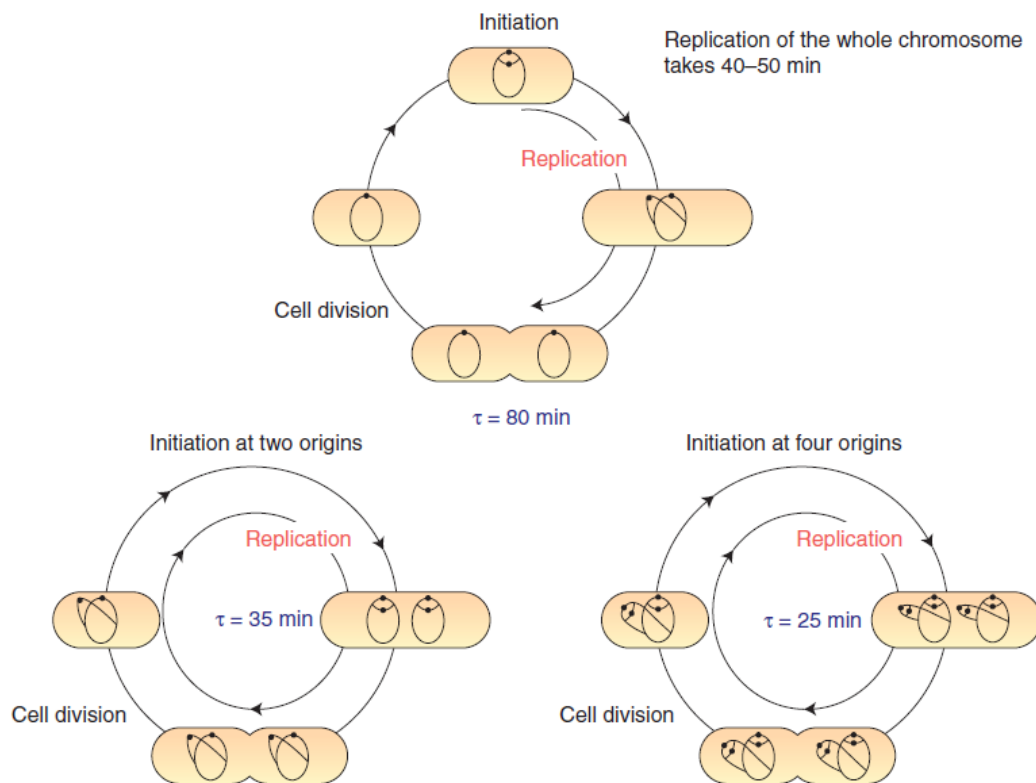 Initiation
Replication of the whole chromosome
takes 40–50 min
Replication
Cell division
τ = 80 min
Initiation at two origins
Replication
τ = 35 min
Cell division
Initiation at four origins
Replication
τ = 25 min
Cell division